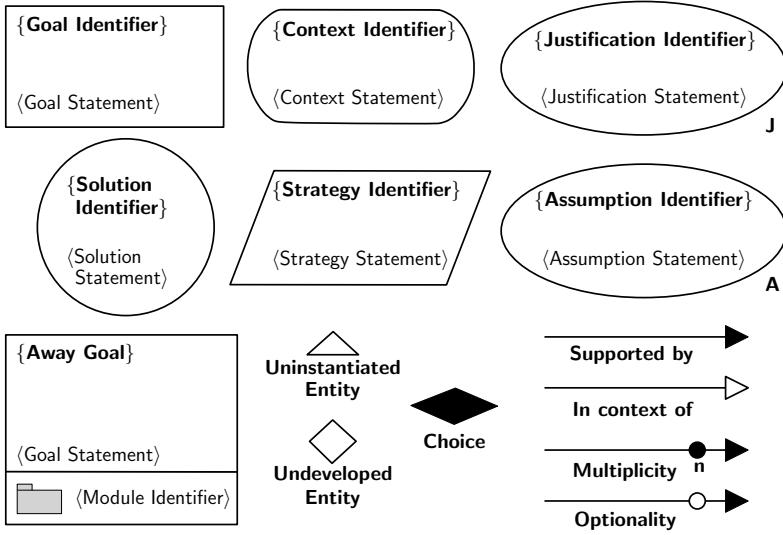 {Goal Identifier}
⟨Goal Statement⟩
{Context Identifier}
⟨Context Statement⟩
{Justification Identifier}
⟨Justification Statement⟩
J
{Solution
Identifier}
⟨Solution
Statement⟩
{Strategy Identifier}
⟨Strategy Statement⟩
{Assumption Identifier}
⟨Assumption Statement⟩
A
{Away Goal}
⟨Goal Statement⟩
⟨Module Identifier⟩
Uninstantiated
Entity
Undeveloped
Entity
Choice
Supported by
In context of
Multiplicity n
Optionality